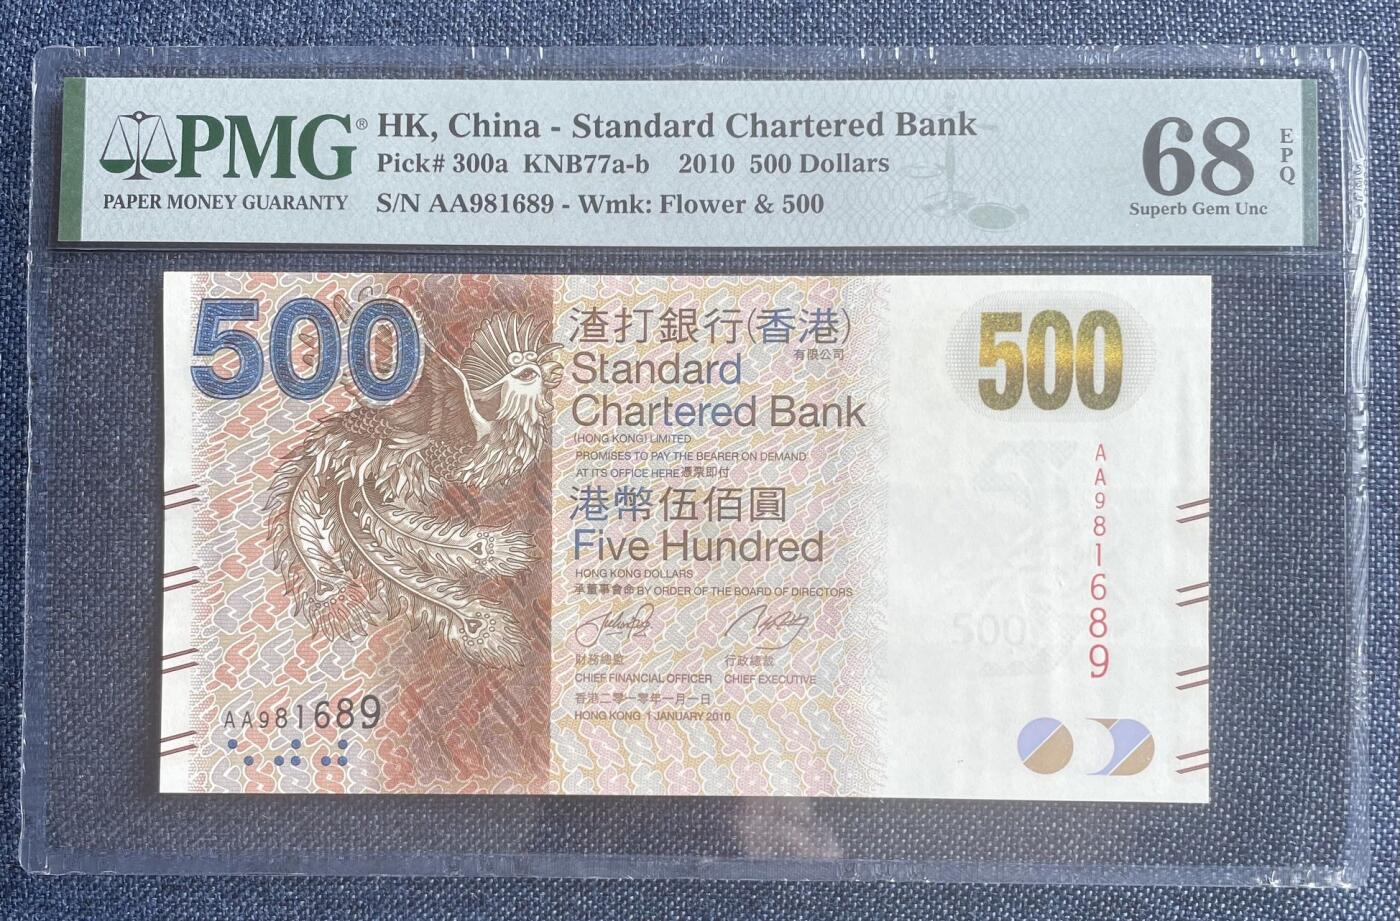 PMG®
PAPER MONEY GUARANTY
HK, China - Standard Chartered Bank
Pick# 300a KNB77a-b 2010 500 Dollars
S/N AA981689 - Wmk: Flower & 500
68
EPQ
Superb Gem Unc
500
渣打銀行(香港)
有限公司
Standard
Chartered Bank
(HONG KONG) LIMITED
PROMISES TO PAY THE BEARER ON DEMAND
AT ITS OFFICE HERE 憑票即付
港幣伍佰圓
Five Hundred
HONG KONG DOLLARS
承董事會命 BY ORDER OF THE BOARD OF DIRECTORS
財務總監 行政總裁
CHIEF FINANCIAL OFFICER CHIEF EXECUTIVE
香港二零一零年一月一日
HONG KONG 1 JANUARY 2010
AA981689
500
AA981689
500